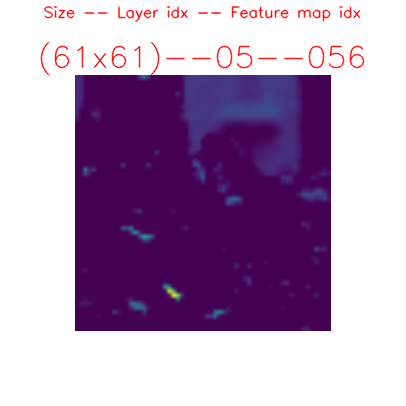 Size -- Layer idx -- Feature map idx
(61x61)--05--056